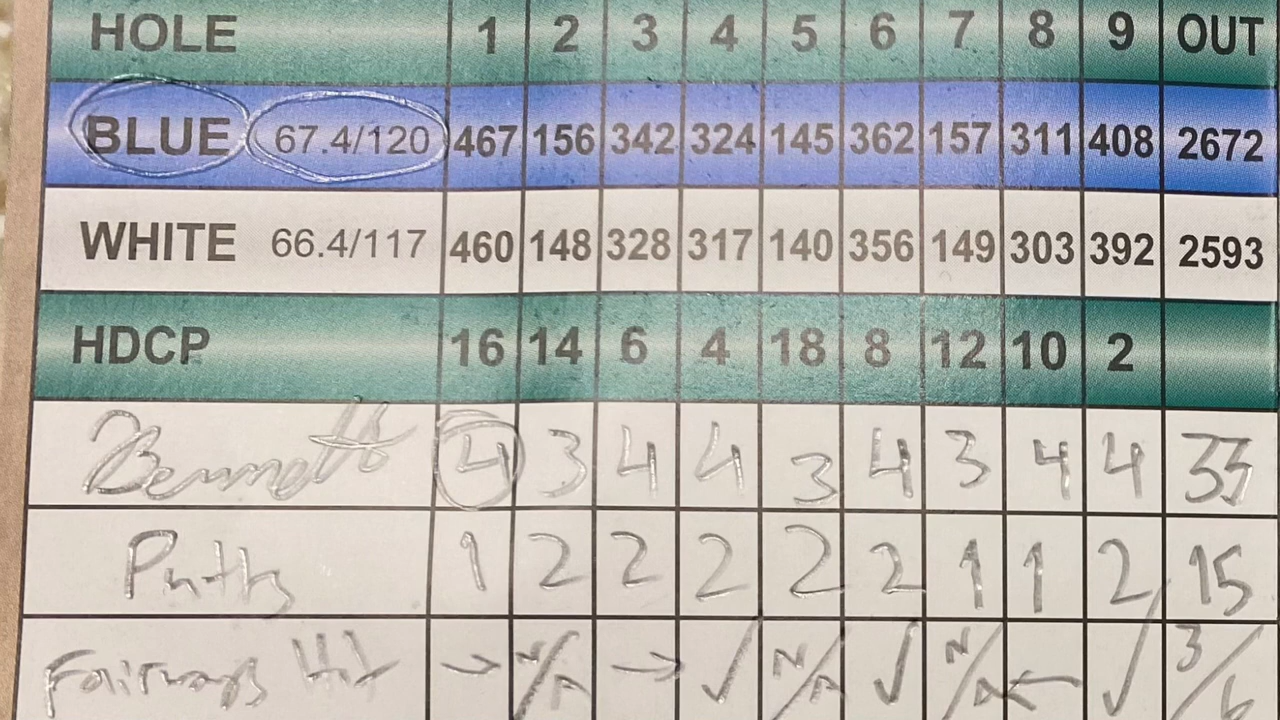 HOLE 1 2 3 4 5 6 7 8 9 OUT
BLUE 67.4/120 467 156 342 324 145 362 157 311 408 2672
WHITE 66.4/117 460 148 328 317 140 356 149 303 392 2593
HDCP 16 14 6 4 18 8 12 10 2
Bennett 4 3 4 4 3 4 3 4 4 33
Putts 1 2 2 2 2 2 1 1 2 15
Fairways Hit → N/A → ✓ N/A ✓ N/A ← ✓ 3/6